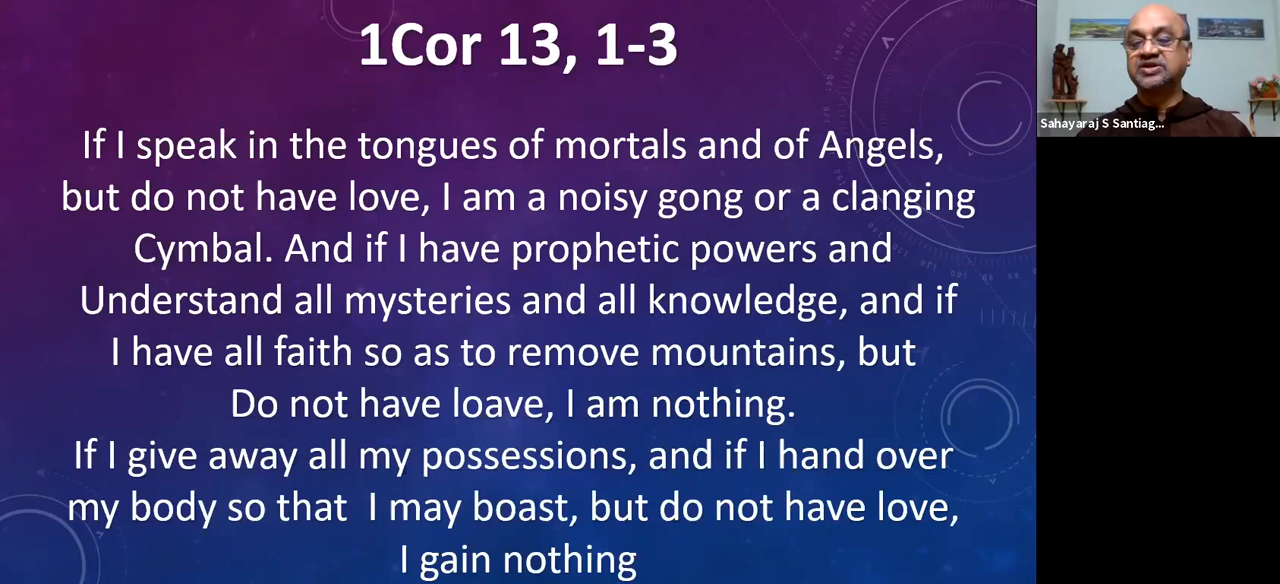 1Cor 13, 1-3
If I speak in the tongues of mortals and of Angels,
but do not have love, I am a noisy gong or a clanging
Cymbal. And if I have prophetic powers and
Understand all mysteries and all knowledge, and if
I have all faith so as to remove mountains, but
Do not have loave, I am nothing.
If I give away all my possessions, and if I hand over
my body so that  I may boast, but do not have love,
I gain nothing
Sahayaraj S Santiag...